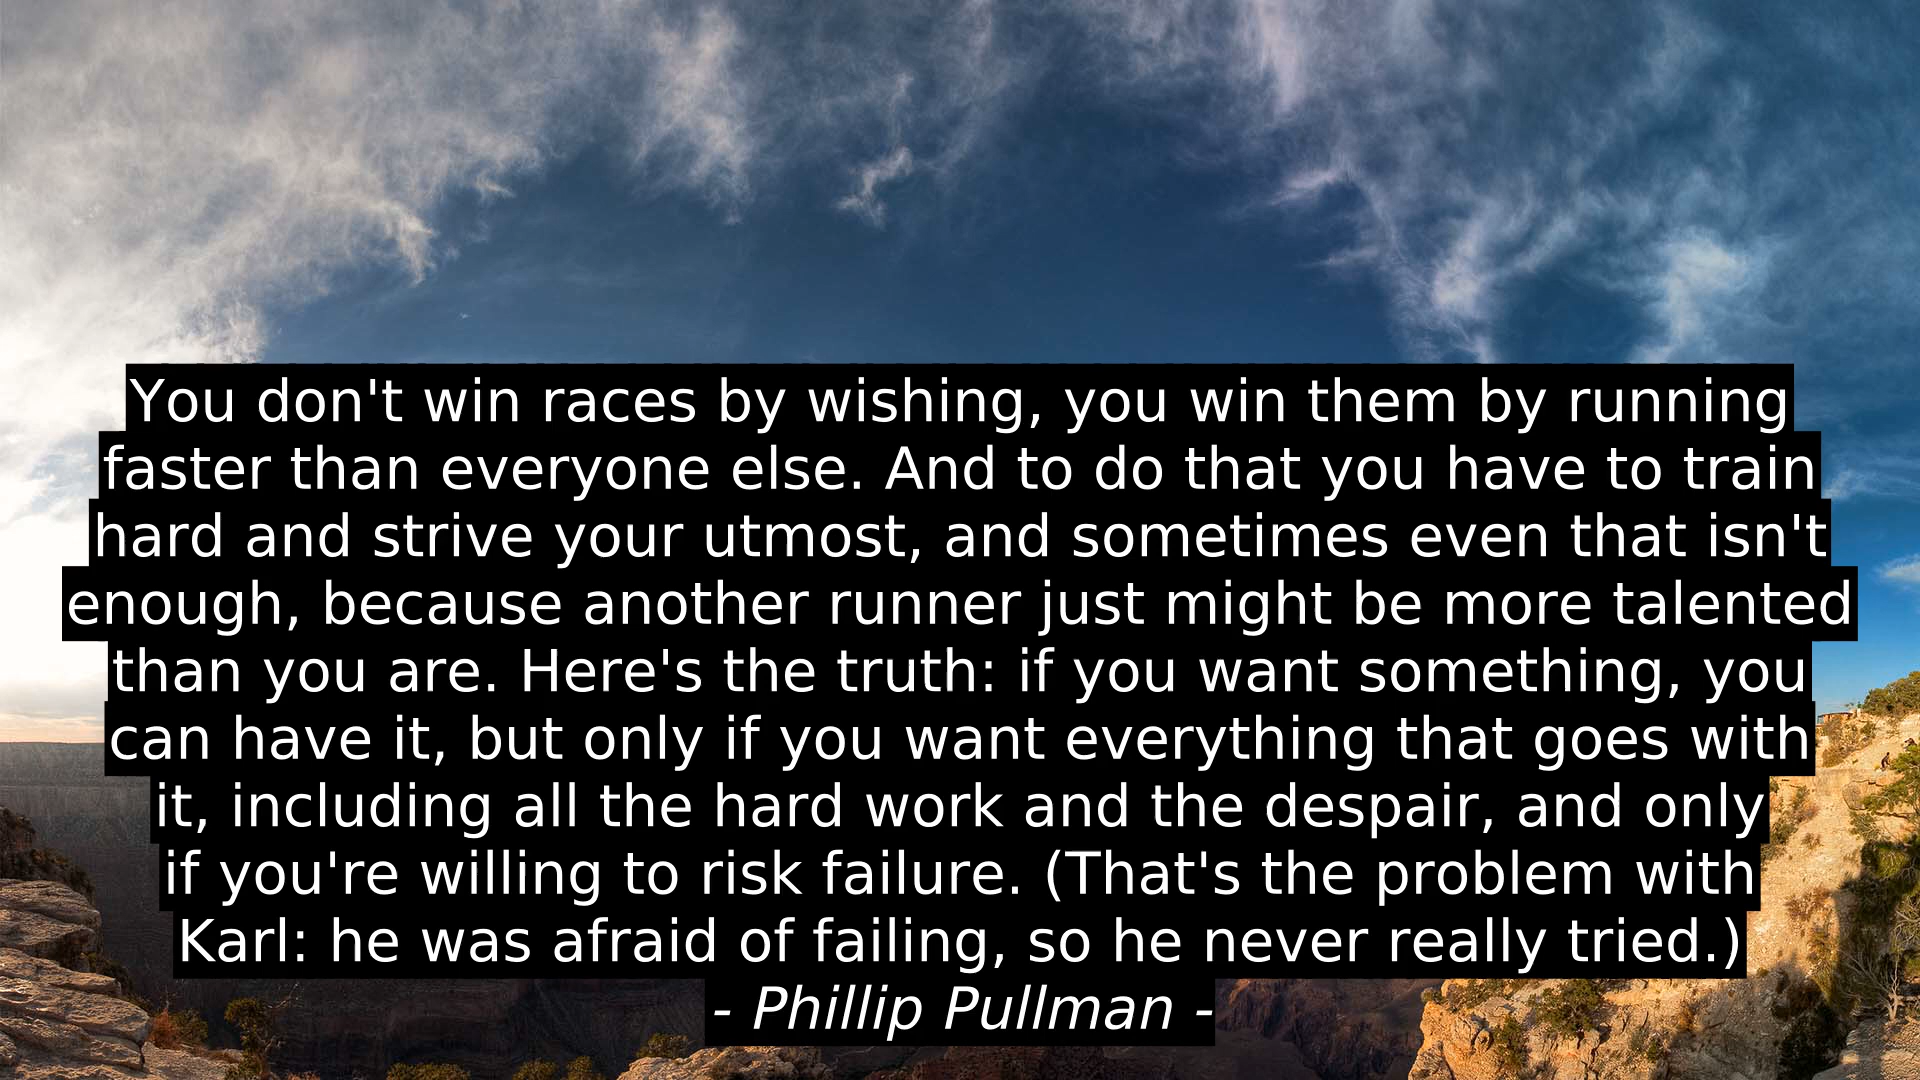 You don't win races by wishing, you win them by running
faster than everyone else. And to do that you have to train
hard and strive your utmost, and sometimes even that isn't
enough, because another runner just might be more talented
than you are. Here's the truth: if you want something, you
can have it, but only if you want everything that goes with
it, including all the hard work and the despair, and only
if you're willing to risk failure. (That's the problem with
Karl: he was afraid of failing, so he never really tried.)
- Phillip Pullman -